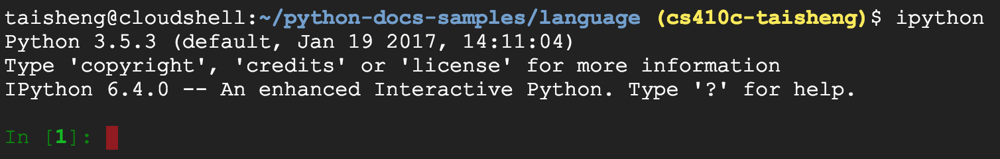 taisheng@cloudshell:~/python-docs-samples/language (cs410c-taisheng)$ ipython
Python 3.5.3 (default, Jan 19 2017, 14:11:04)
Type 'copyright', 'credits' or 'license' for more information
IPython 6.4.0 -- An enhanced Interactive Python. Type '?' for help.
In [1]: